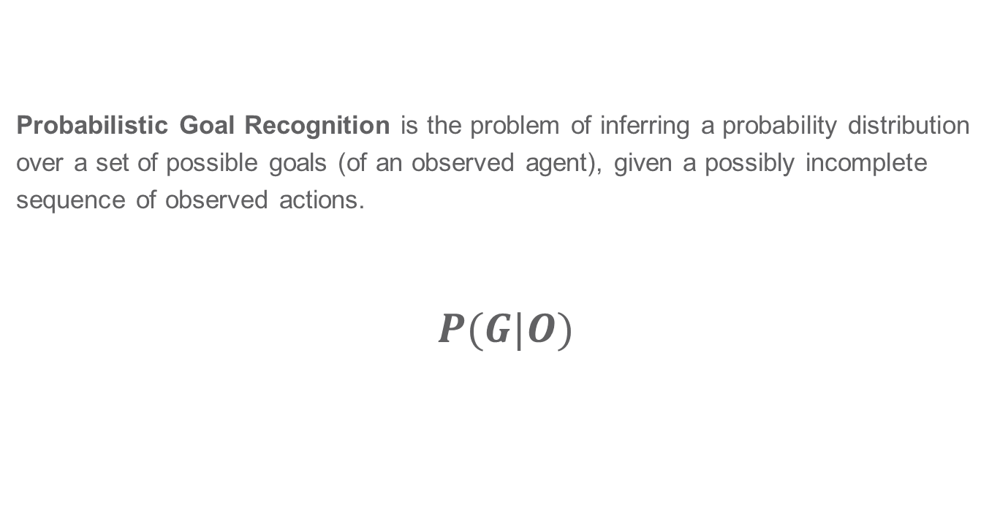 Probabilistic Goal Recognition is the problem of inferring a probability distribution
over a set of possible goals (of an observed agent), given a possibly incomplete
sequence of observed actions.
P(G|O)